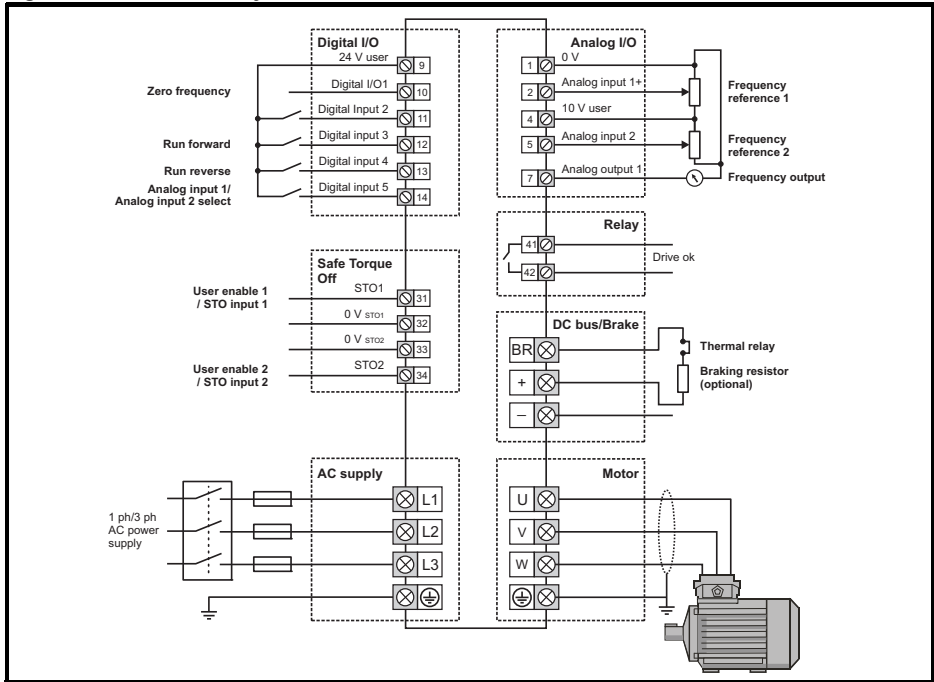 Digital I/O
24 V user
9
Zero frequency
Digital I/O1
10
Digital Input 2
11
Run forward
Digital input 3
12
Run reverse
Digital input 4
13
Analog input 1/
Analog input 2 select
Digital input 5
14
Analog I/O
1
0 V
2
Analog input 1+
Frequency
reference 1
4
10 V user
5
Analog input 2
Frequency
reference 2
7
Analog output 1
Frequency output
Relay
41
42
Drive ok
Safe Torque
Off
User enable 1
/ STO input 1
STO1
31
0 V STO1
32
0 V STO2
33
User enable 2
/ STO input 2
STO2
34
DC bus/Brake
BR
+
–
Thermal relay
Braking resistor
(optional)
AC supply
1 ph/3 ph
AC power
supply
L1
L2
L3
Motor
U
V
W